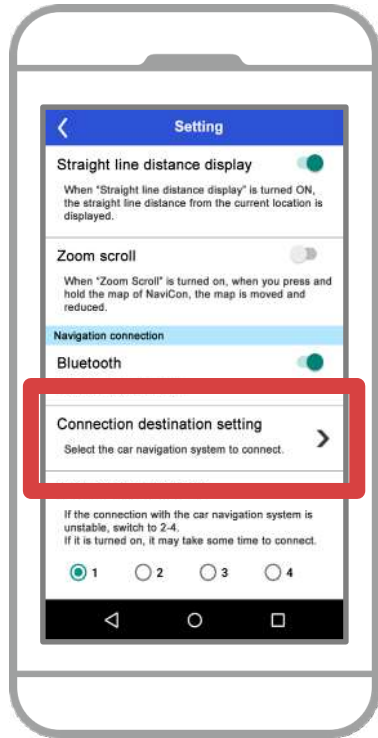 Setting
Straight line distance display
When "Straight line distance display" is turned ON,
the straight line distance from the current location is
displayed.
Zoom scroll
When "Zoom Scroll" is turned on, when you press and
hold the map of NaviCon, the map is moved and
reduced.
Navigation connection
Bluetooth
Connection destination setting
Select the car navigation system to connect.
If the connection with the car navigation system is
unstable, switch to 2-4.
If it is turned on, it may take some time to connect.
1 2 3 4